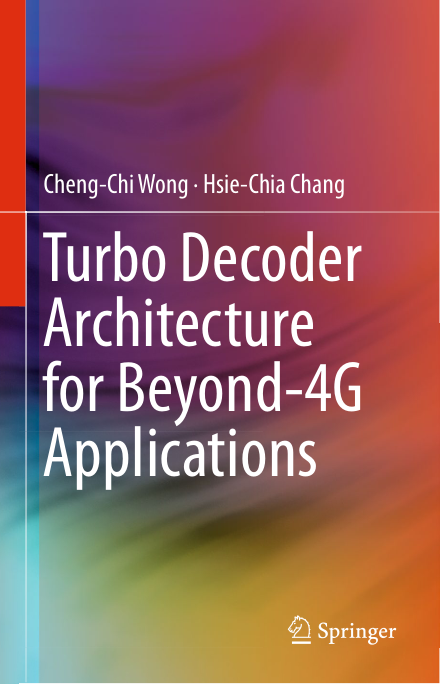 Cheng-Chi Wong · Hsie-Chia Chang
Turbo Decoder
Architecture
for Beyond-4G
Applications
Springer